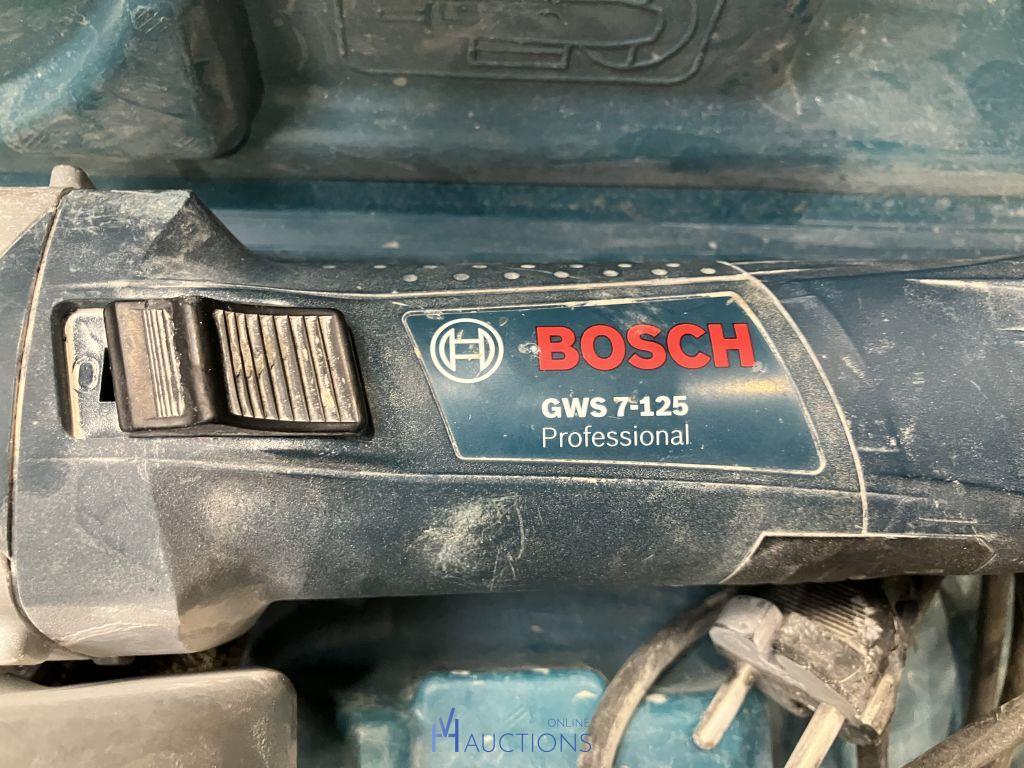 BOSCH
GWS 7-125
Professional
ONLINE
AUCTIONS